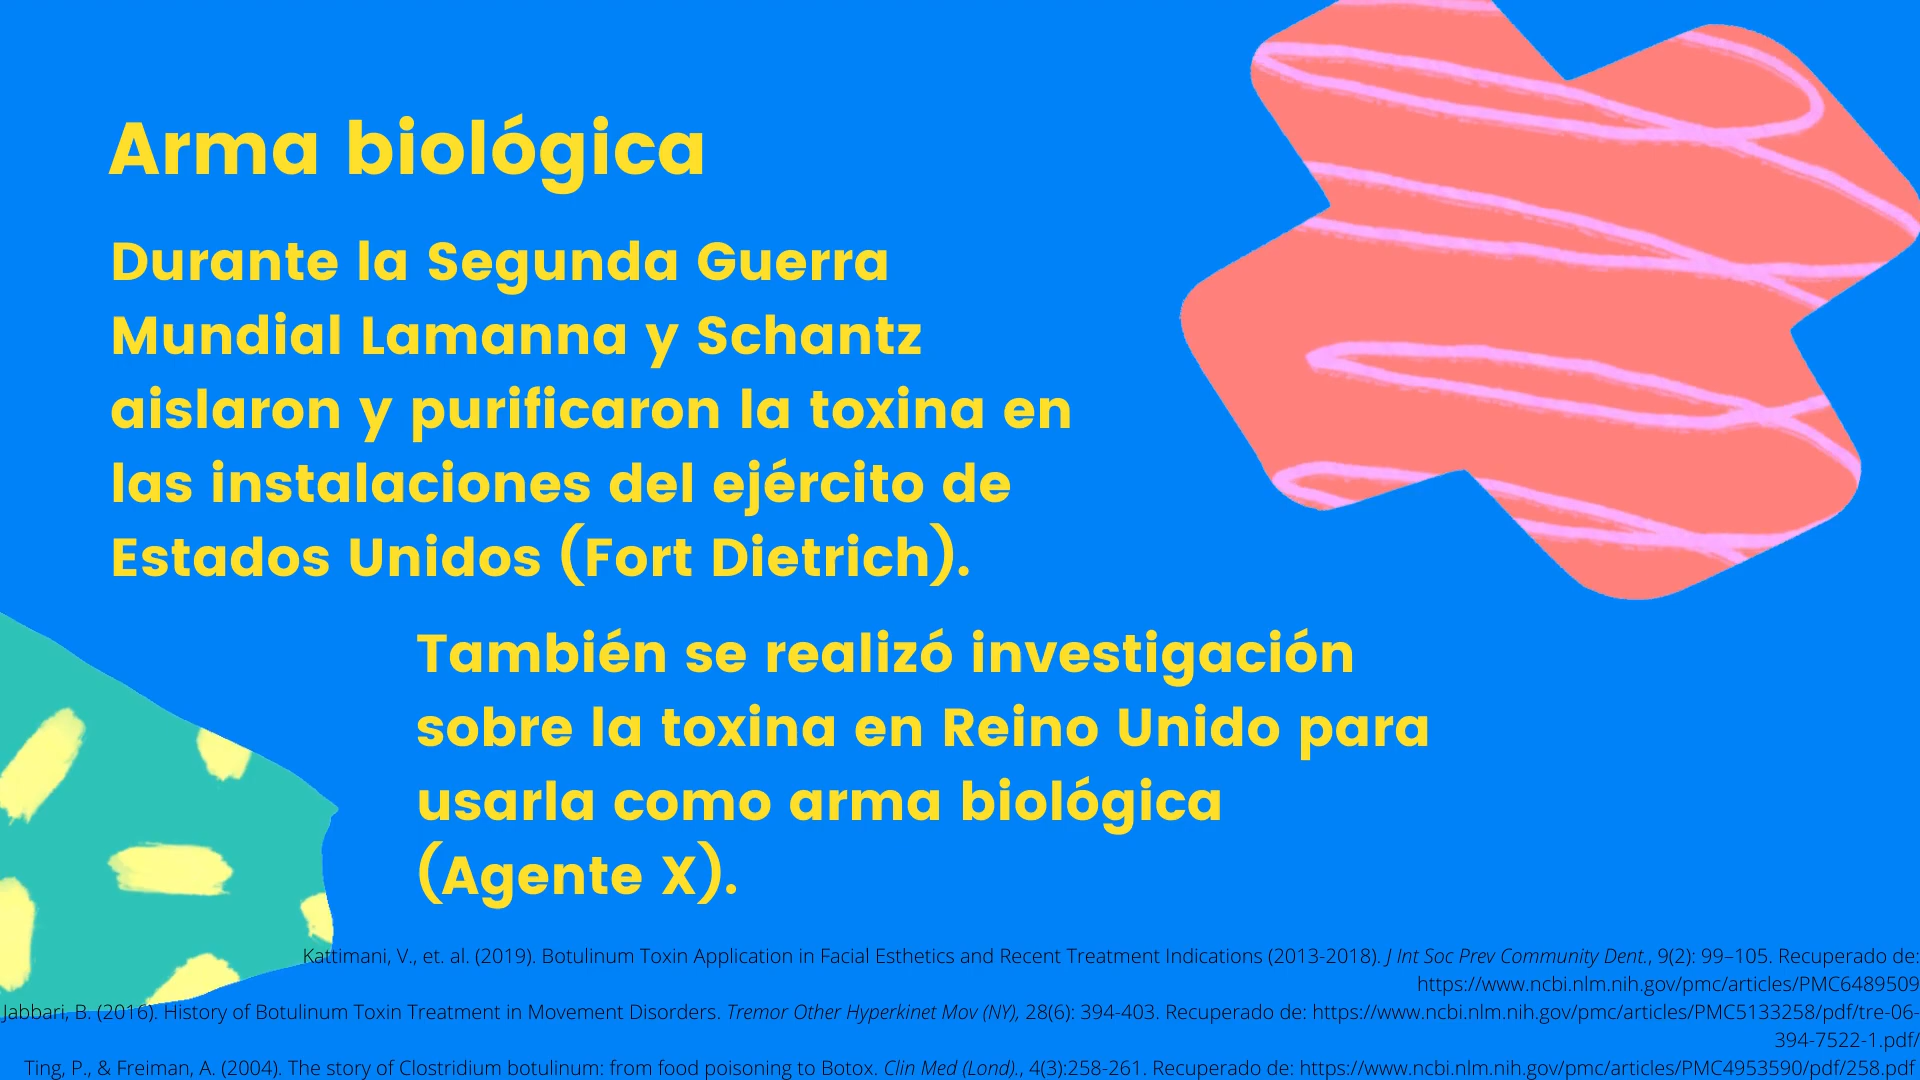 Arma biológica
Durante la Segunda Guerra
Mundial Lamanna y Schantz
aislaron y purificaron la toxina en
las instalaciones del ejército de
Estados Unidos (Fort Dietrich).
También se realizó investigación
sobre la toxina en Reino Unido para
usarla como arma biológica
(Agente X).
Kattimani, V., et. al. (2019). Botulinum Toxin Application in Facial Esthetics and Recent Treatment Indications (2013-2018). J Int Soc Prev Community Dent., 9(2): 99–105. Recuperado de:
https://www.ncbi.nlm.nih.gov/pmc/articles/PMC6489509
Jabbari, B. (2016). History of Botulinum Toxin Treatment in Movement Disorders. Tremor Other Hyperkinet Mov (NY), 28(6): 394-403. Recuperado de: https://www.ncbi.nlm.nih.gov/pmc/articles/PMC5133258/pdf/tre-06-
394-7522-1.pdf/
Ting, P., & Freiman, A. (2004). The story of Clostridium botulinum: from food poisoning to Botox. Clin Med (Lond)., 4(3):258-261. Recuperado de: https://www.ncbi.nlm.nih.gov/pmc/articles/PMC4953590/pdf/258.pdf